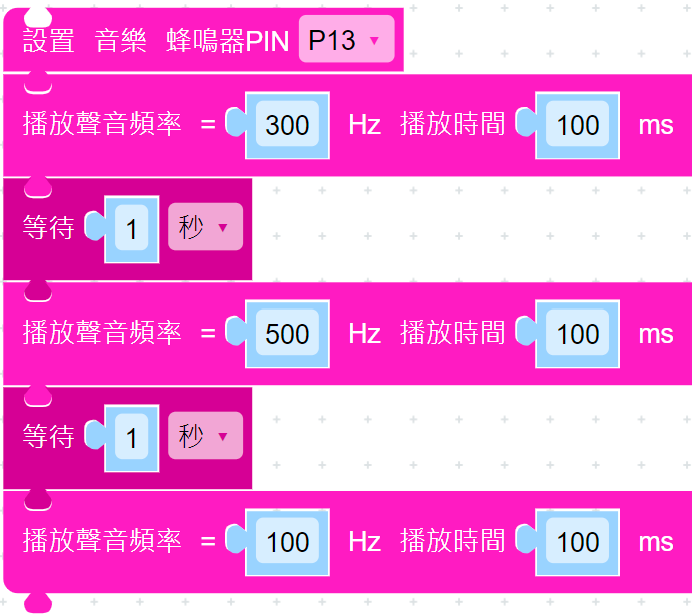 設置 音樂 蜂鳴器PIN P13
播放聲音頻率 = 300 Hz 播放時間 100 ms
等待 1 秒
播放聲音頻率 = 500 Hz 播放時間 100 ms
等待 1 秒
播放聲音頻率 = 100 Hz 播放時間 100 ms